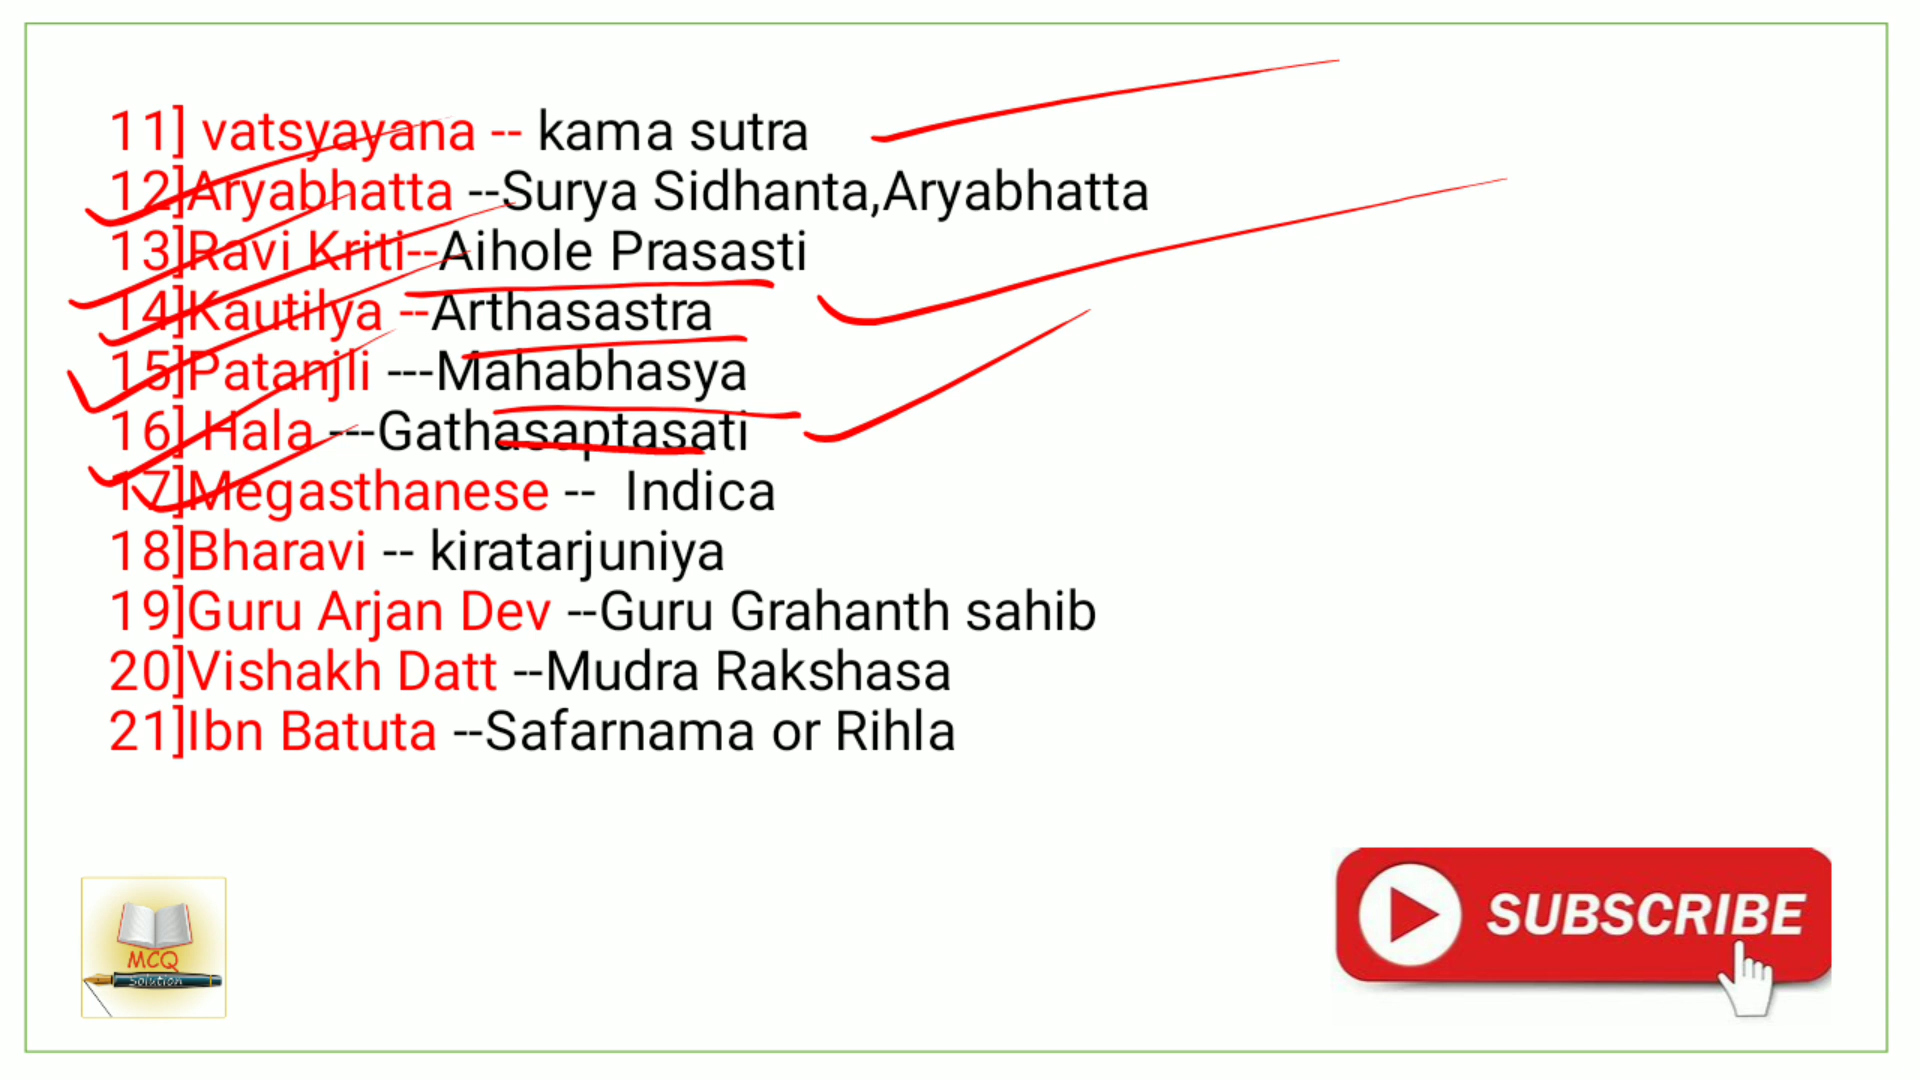 11] vatsyayana -- kama sutra
12]Aryabhatta --Surya Sidhanta,Aryabhatta
13]Ravi Kriti--Aihole Prasasti
14]Kautilya --Arthasastra
15]Patanjli ---Mahabhasya
16] Hala ---Gathasaptasati
17]Megasthanese -- Indica
18]Bharavi -- kiratarjuniya
19]Guru Arjan Dev --Guru Grahanth sahib
20]Vishakh Datt --Mudra Rakshasa
21]Ibn Batuta --Safarnama or Rihla
SUBSCRIBE
MCQ
Solution